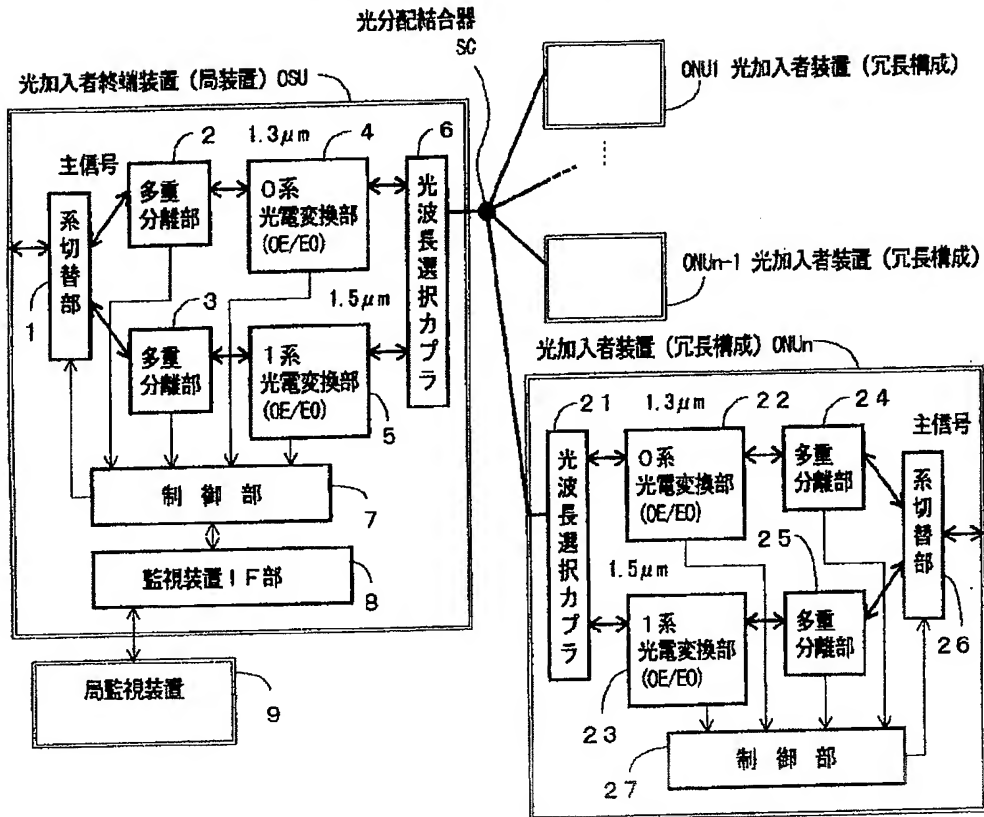 光分配結合器
SC
光加入者終端装置（局装置）OSU
ONU1 光加入者装置（冗長構成）
ONUn-1 光加入者装置（冗長構成）
主信号
系切替部
1
2
多重
分離部
1.3μm
4
0系
光電変換部
(OE/EO)
6
光波長選択カプラ
3
多重
分離部
1.5μm
1系
光電変換部
(OE/EO)
5
制御部
7
監視装置IF部
8
局監視装置
9
光加入者装置（冗長構成）ONUn
21
光波長選択カプラ
1.3μm
22
0系
光電変換部
(OE/EO)
24
多重
分離部
主信号
系切替部
26
1.5μm
1系
光電変換部
(OE/EO)
23
25
多重
分離部
制御部
27